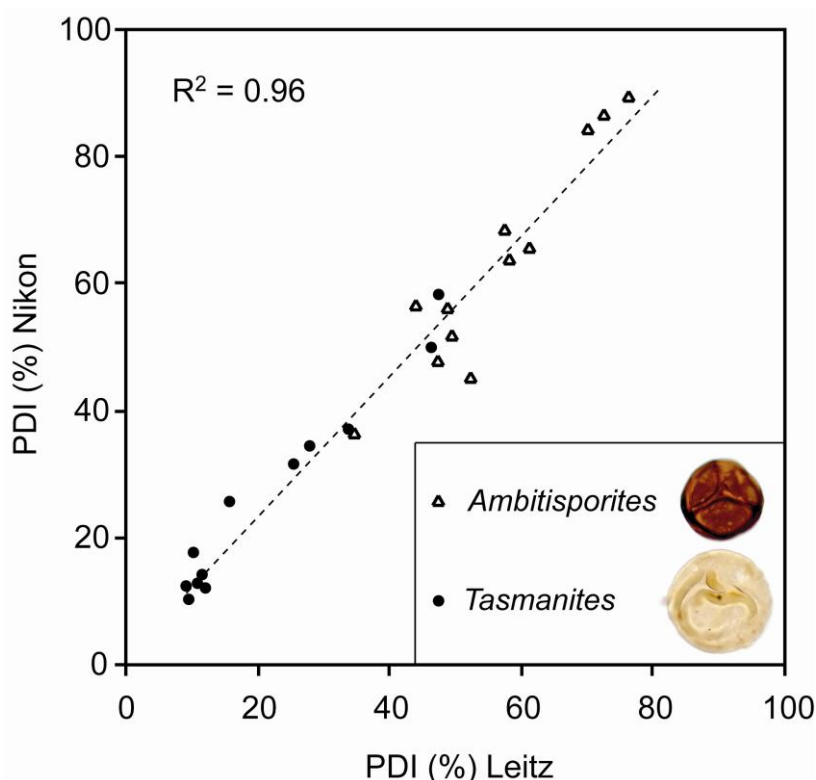 100
R² = 0.96
80
60
40
20
0
PDI (%) Nikon
Ambitisporites
Tasmanites
0 20 40 60 80 100
PDI (%) Leitz